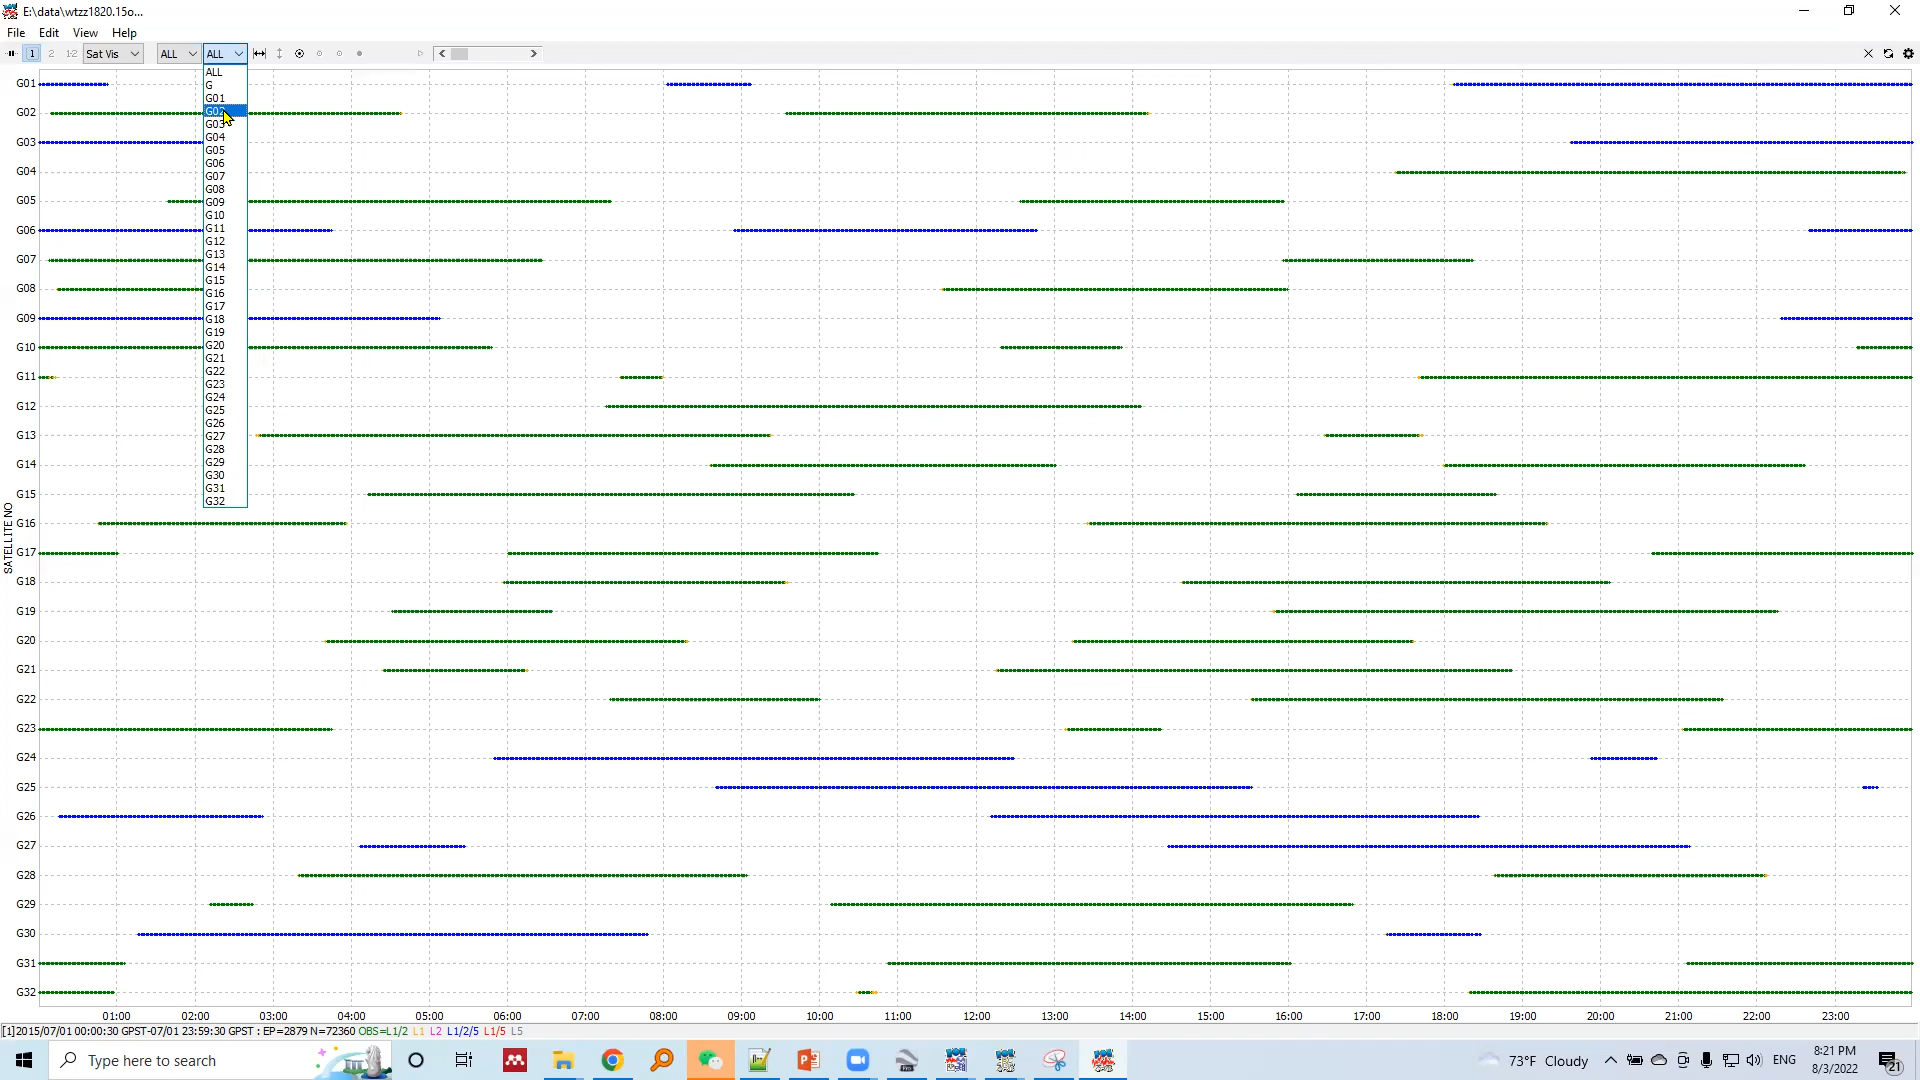 E:\data\wtzz1820.15o...
File Edit View Help
1 2 1-2 Sat Vis ALL ALL
ALL
G
G01
G02
G03
G04
G05
G06
G07
G08
G09
G10
G11
G12
G13
G14
G15
G16
G17
G18
G19
G20
G21
G22
G23
G24
G25
G26
G27
G28
G29
G30
G31
G32
SATELLITE NO
G01
G02
G03
G04
G05
G06
G07
G08
G09
G10
G11
G12
G13
G14
G15
G16
G17
G18
G19
G20
G21
G22
G23
G24
G25
G26
G27
G28
G29
G30
G31
G32
01:00 02:00 03:00 04:00 05:00 06:00 07:00 08:00 09:00 10:00 11:00 12:00 13:00 14:00 15:00 16:00 17:00 18:00 19:00 20:00 21:00 22:00 23:00
[1]2015/07/01 00:00:30 GPST-07/01 23:59:30 GPST : EP=2879 N=72360 OBS=L1/2 L1 L2 L1/2/5 L1/5 L5
Type here to search
73°F Cloudy
ENG
8:21 PM
8/3/2022
21